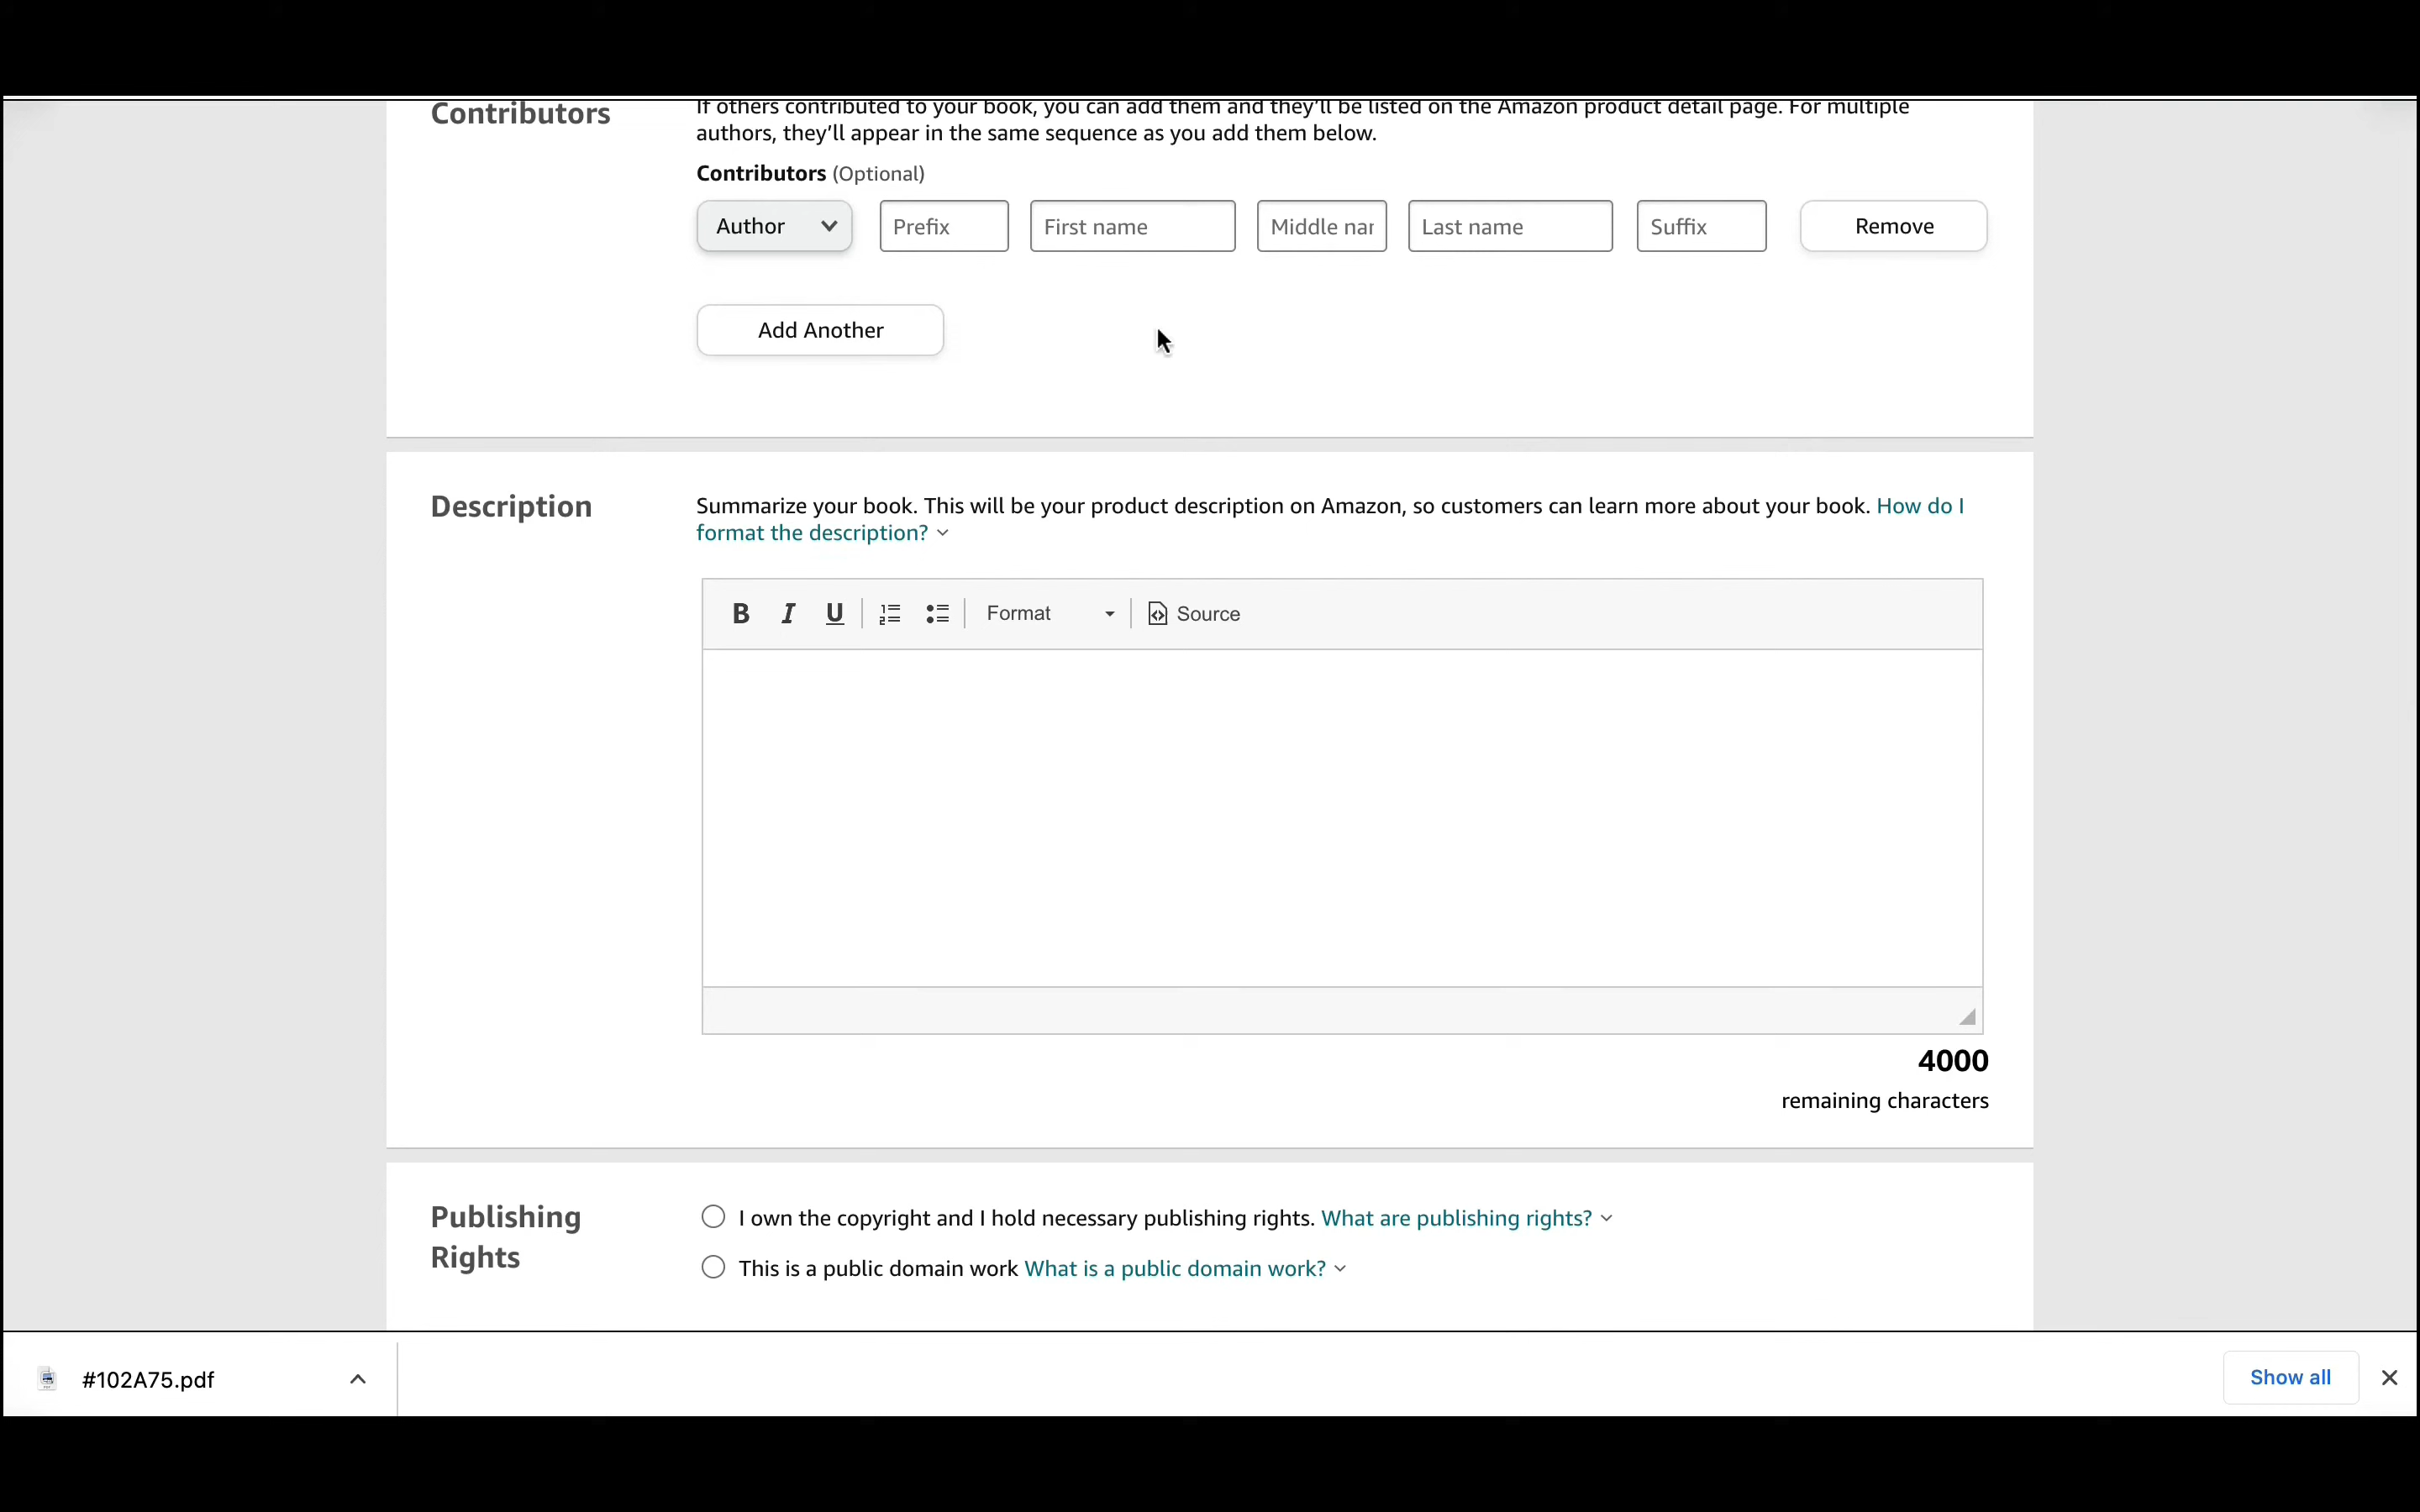 Contributors
If others contributed to your book, you can add them and they'll be listed on the Amazon product detail page. For multiple
authors, they'll appear in the same sequence as you add them below.
Contributors (Optional)
Author Prefix First name Middle nar Last name Suffix Remove
Add Another
Description
Summarize your book. This will be your product description on Amazon, so customers can learn more about your book. How do I
format the description?
B I U Format Source
4000
remaining characters
Publishing
Rights
I own the copyright and I hold necessary publishing rights. What are publishing rights?
This is a public domain work What is a public domain work?
#102A75.pdf
Show all